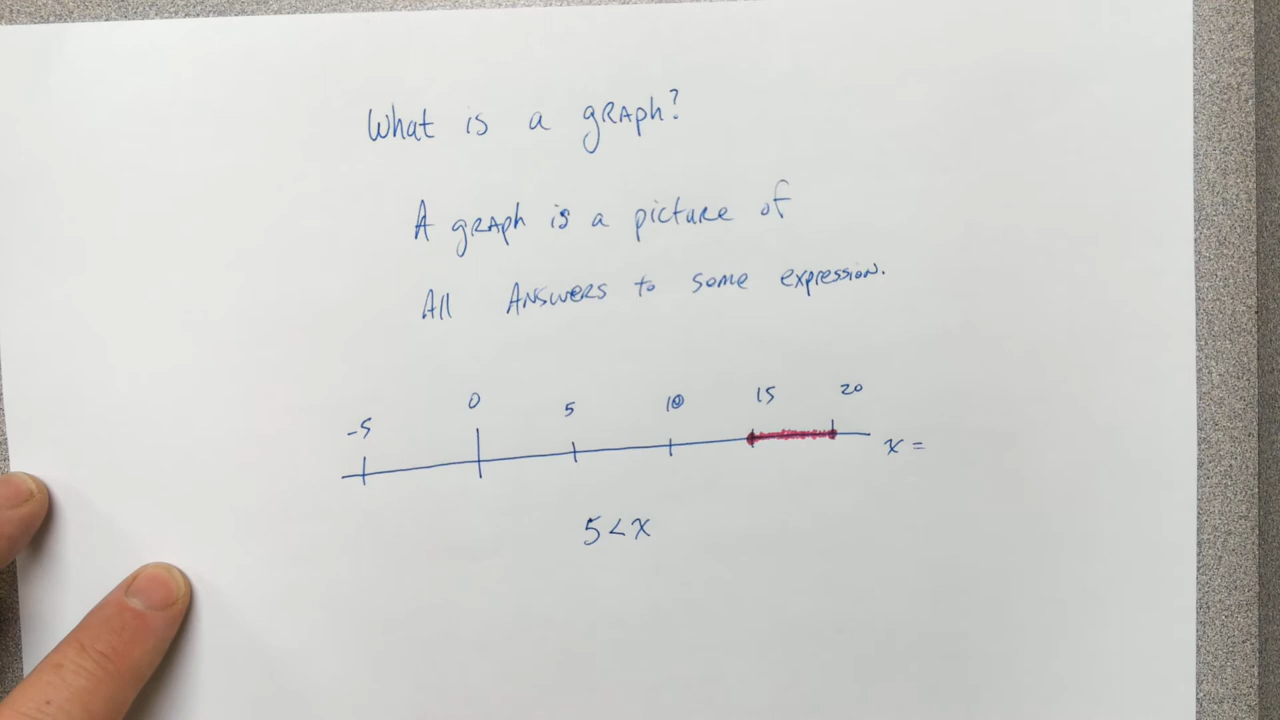 What is a graph?
A graph is a picture of
All Answers to some expression.
-5 0 5 10 15 20
x =
5 < x